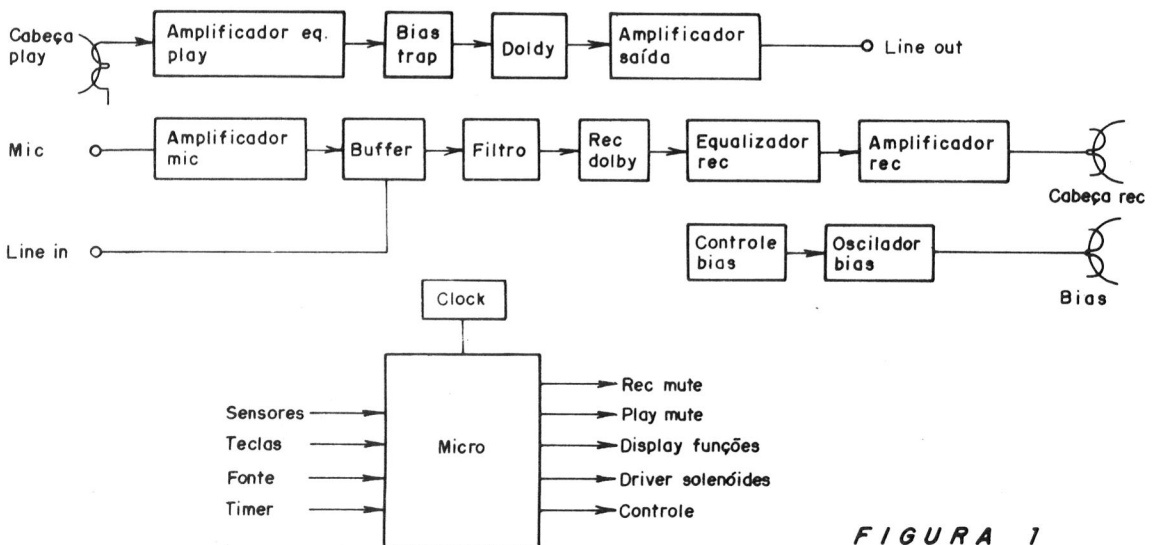 Cabeça
play
Amplificador eq.
play
Bias
trap
Doldy
Amplificador
saída
Line out
Mic
Amplificador
mic
Buffer
Filtro
Rec
dolby
Equalizador
rec
Amplificador
rec
Cabeça rec
Line in
Controle
bias
Oscilador
bias
Bias
Clock
Micro
Sensores
Teclas
Fonte
Timer
Rec mute
Play mute
Display funções
Driver solenóides
Controle
FIGURA 1